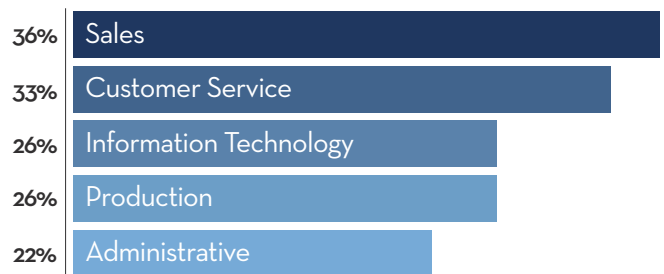 36% Sales
33% Customer Service
26% Information Technology
26% Production
22% Administrative